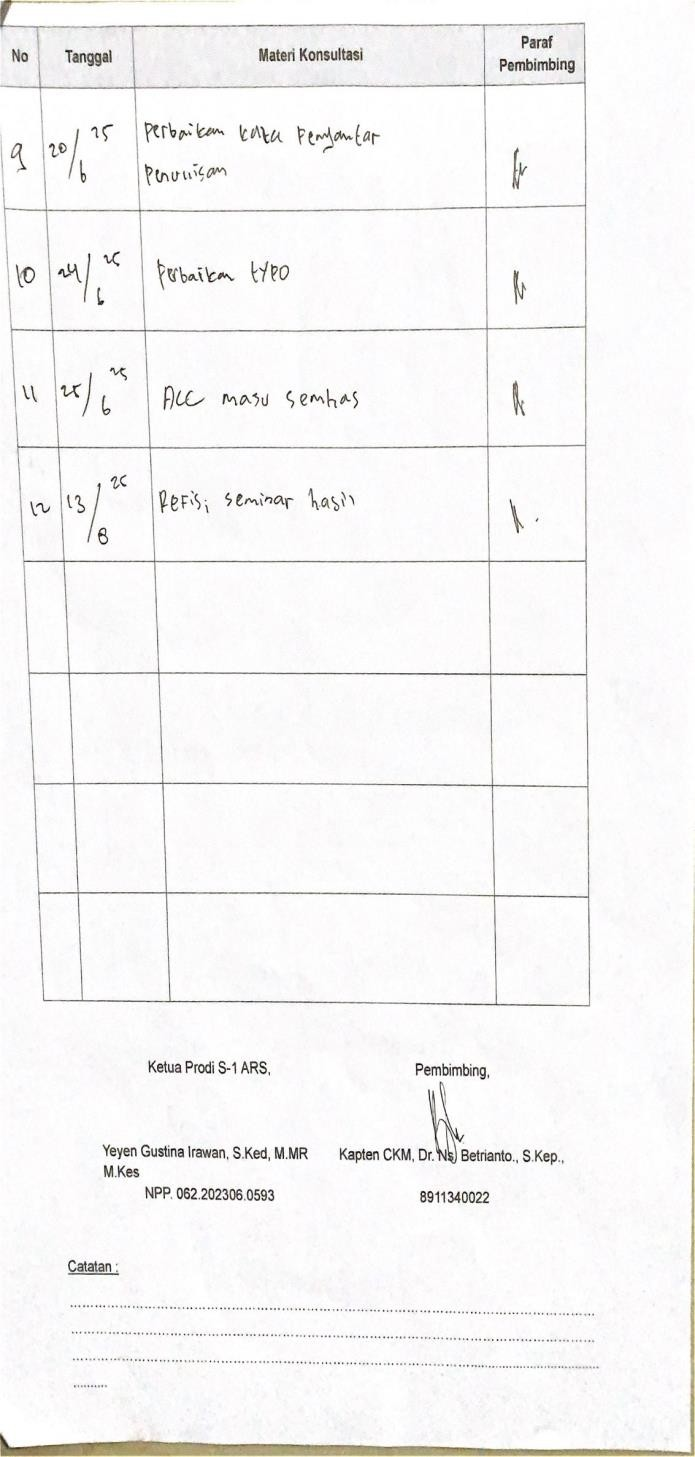 No Tanggal Materi Konsultasi Paraf Pembimbing
9 20/6 25 Perbaikan kata Pengantar
Penulisan
10 24/6 25 Perbaikan tYPO
11 25/6 25 ACC masu semhas
12 13/8 25 Refisi seminar hasil
Ketua Prodi S-1 ARS,
Pembimbing,
Yeyen Gustina Irawan, S.Ked, M.MR
M.Kes
NPP. 062.202306.0593
Kapten CKM, Dr. Ns, Betrianto., S.Kep.,
8911340022
Catatan :